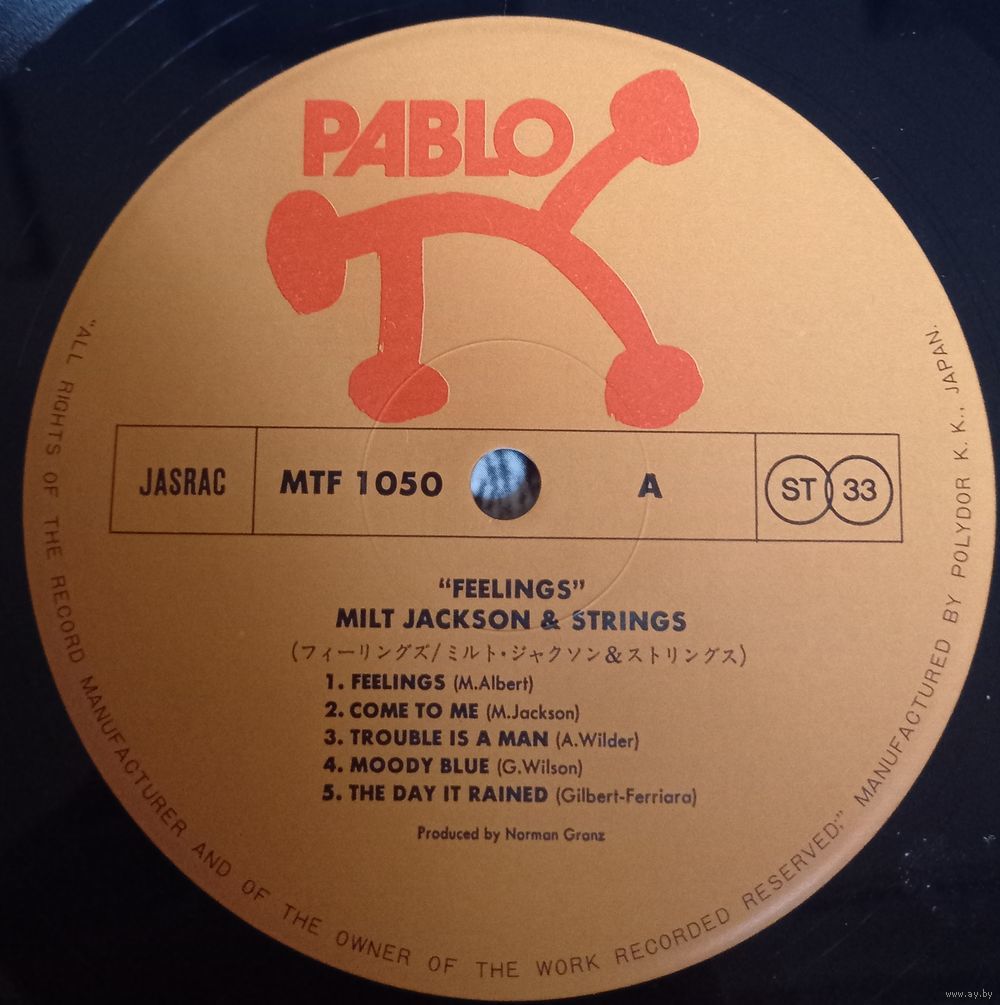 PABLO
JASRAC
MTF 1050
A
ST 33
“FEELINGS”
MILT JACKSON & STRINGS
(フィーリングズ/ミルト・ジャクソン&ストリングス)
1. FEELINGS (M.Albert)
2. COME TO ME (M.Jackson)
3. TROUBLE IS A MAN (A.Wilder)
4. MOODY BLUE (G.Wilson)
5. THE DAY IT RAINED (Gilbert-Ferriara)
Produced by Norman Granz
“ALL RIGHTS OF THE RECORD MANUFACTURER AND OF THE OWNER OF THE WORK RECORDED RESERVED;” MANUFACTURED BY POLYDOR K. K., JAPAN.
www.ay.by